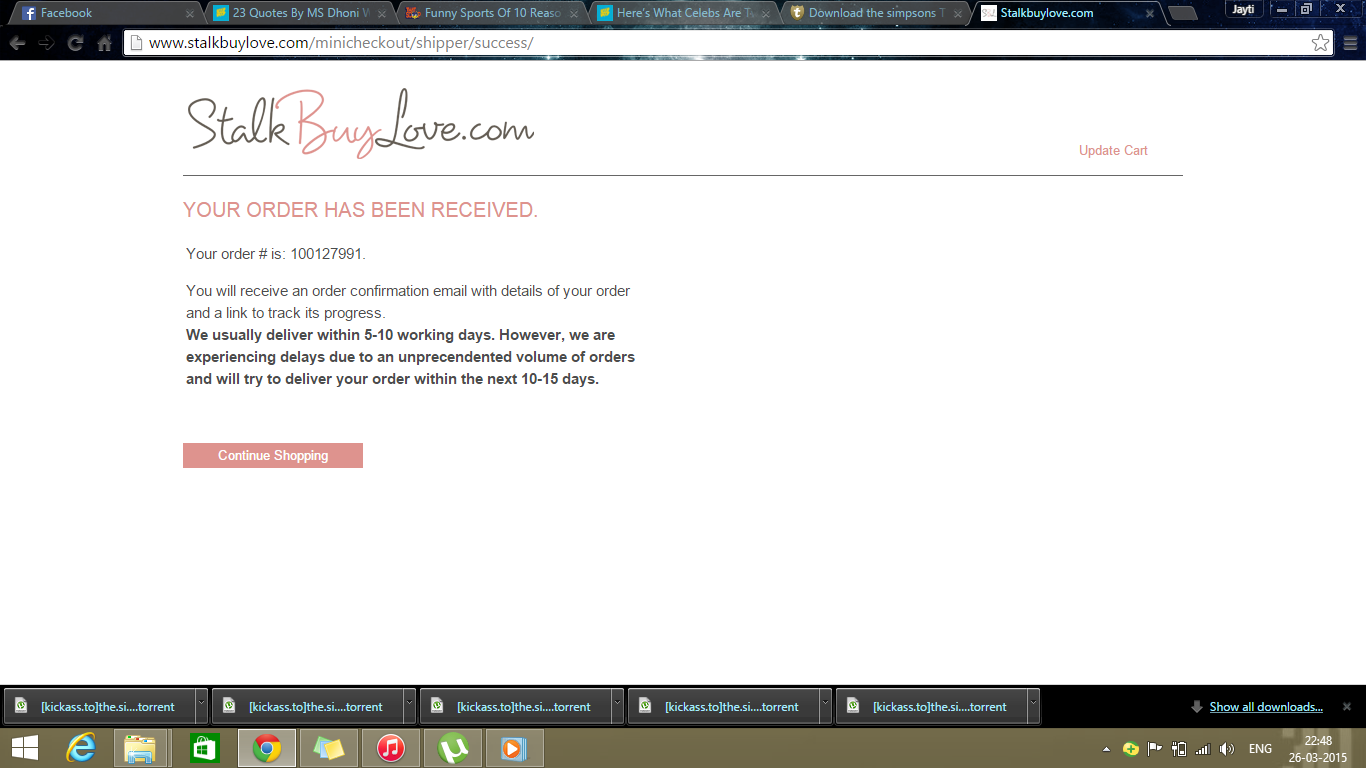 Facebook
23 Quotes By MS Dhoni W
Funny Sports Of 10 Reaso
Here's What Celebs Are Tw
Download the simpsons T
Stalkbuylove.com
Jayti
www.stalkbuylove.com/minicheckout/shipper/success/
StalkBuyLove.com
Update Cart
YOUR ORDER HAS BEEN RECEIVED.
Your order # is: 100127991.
You will receive an order confirmation email with details of your order
and a link to track its progress.
We usually deliver within 5-10 working days. However, we are
experiencing delays due to an unprecendented volume of orders
and will try to deliver your order within the next 10-15 days.
Continue Shopping
[kickass.to]the.si....torrent
[kickass.to]the.si....torrent
[kickass.to]the.si....torrent
[kickass.to]the.si....torrent
[kickass.to]the.si....torrent
Show all downloads...
ENG
22:48
26-03-2015